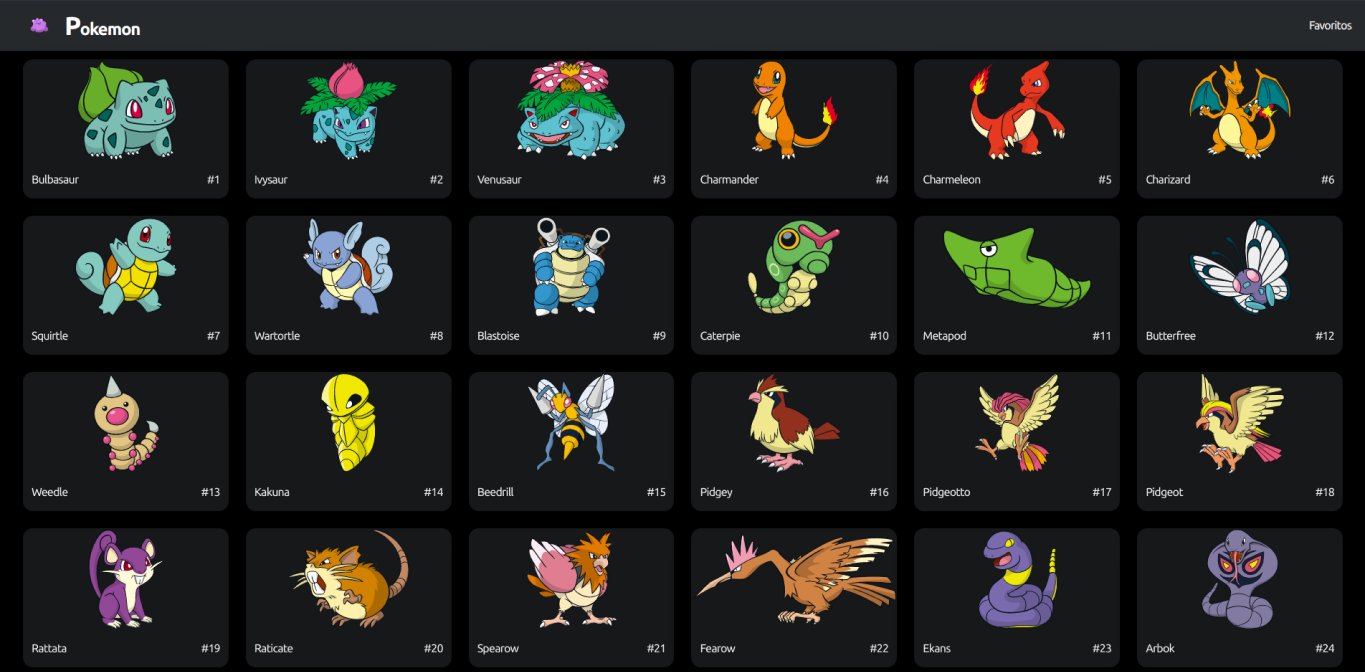 Pokemon
Favoritos
Bulbasaur #1
Ivysaur #2
Venusaur #3
Charmander #4
Charmeleon #5
Charizard #6
Squirtle #7
Wartortle #8
Blastoise #9
Caterpie #10
Metapod #11
Butterfree #12
Weedle #13
Kakuna #14
Beedrill #15
Pidgey #16
Pidgeotto #17
Pidgeot #18
Rattata #19
Raticate #20
Spearow #21
Fearow #22
Ekans #23
Arbok #24